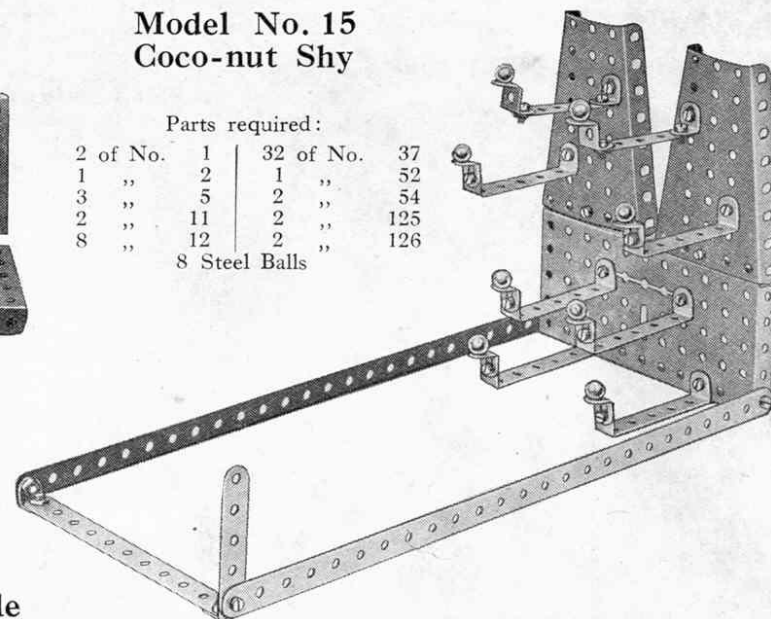 Model No. 15
Coco-nut Shy
Parts required:
2 of No. 1 | 32 of No. 37
1 ,, 2 | 1 ,, 52
3 ,, 5 | 2 ,, 54
2 ,, 11 | 2 ,, 125
8 ,, 12 | 2 ,, 126
8 Steel Balls
le